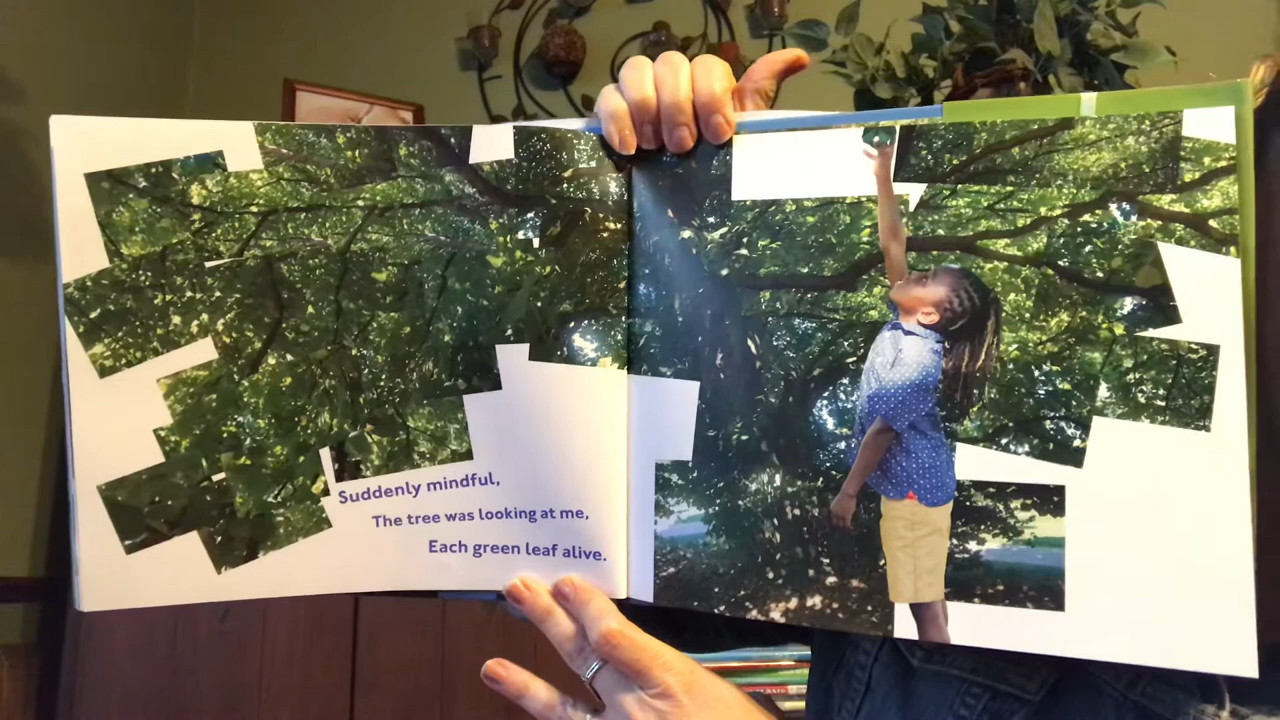 Suddenly mindful,
The tree was looking at me,
Each green leaf alive.